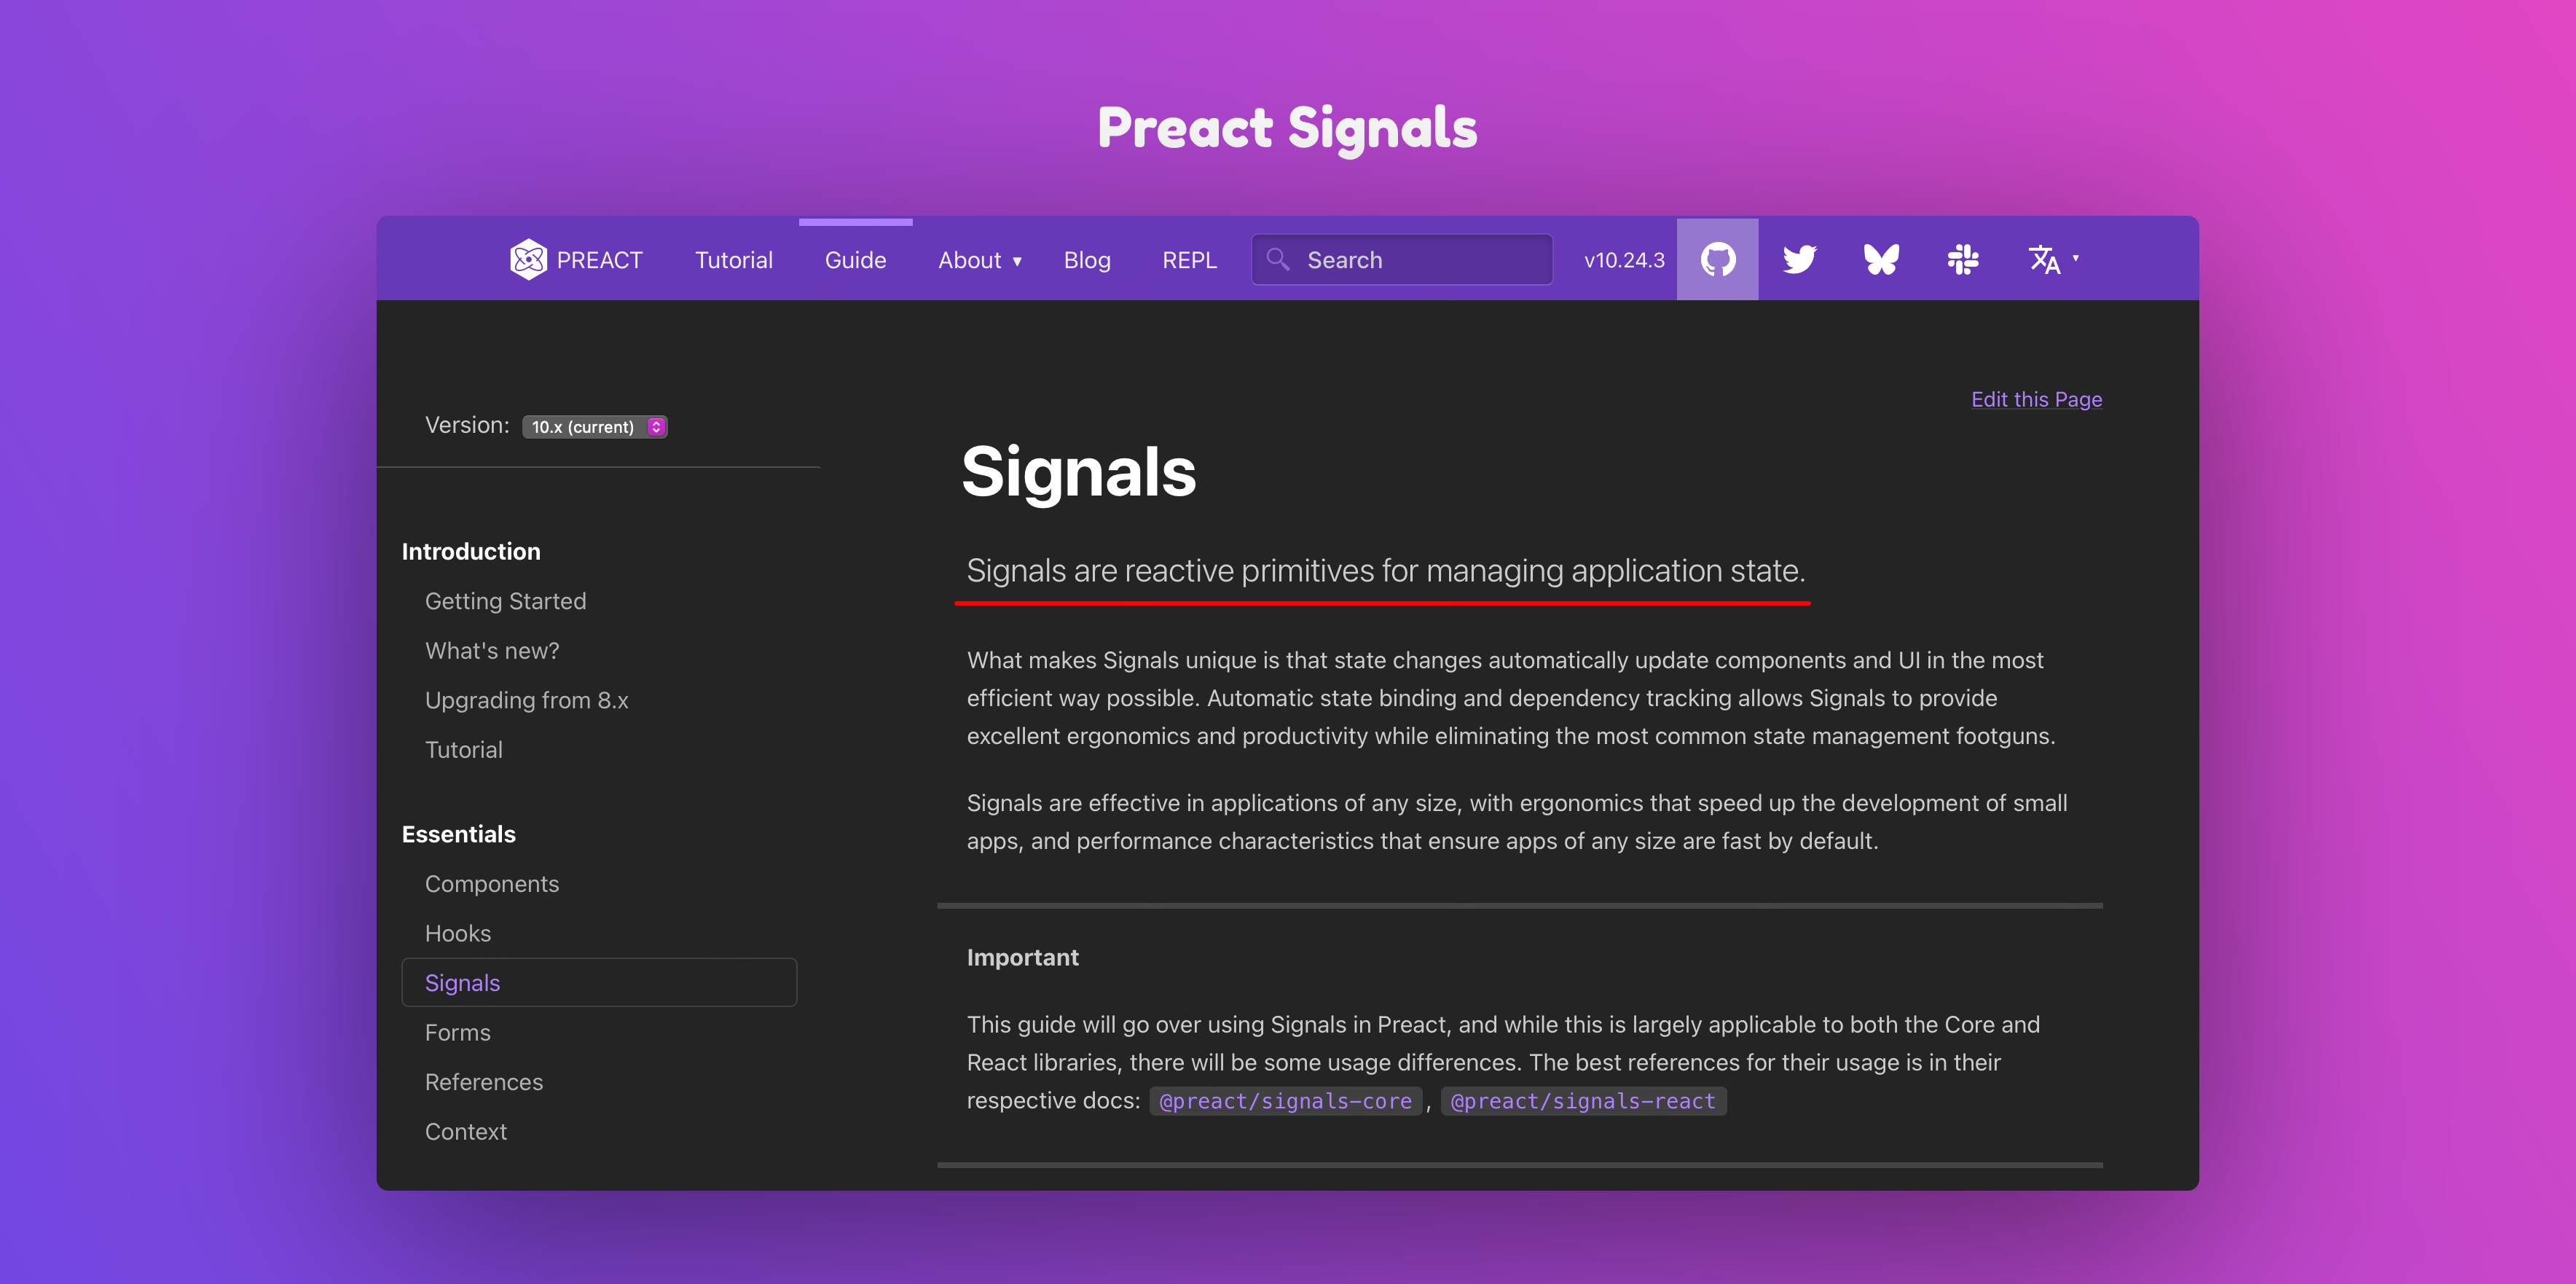 Preact Signals
PREACT Tutorial Guide About ▾ Blog REPL Search v10.24.3
Edit this Page
Version: 10.x (current)
Introduction
Getting Started
What's new?
Upgrading from 8.x
Tutorial
Essentials
Components
Hooks
Signals
Forms
References
Context
Signals
Signals are reactive primitives for managing application state.
What makes Signals unique is that state changes automatically update components and UI in the most
efficient way possible. Automatic state binding and dependency tracking allows Signals to provide
excellent ergonomics and productivity while eliminating the most common state management footguns.
Signals are effective in applications of any size, with ergonomics that speed up the development of small
apps, and performance characteristics that ensure apps of any size are fast by default.
Important
This guide will go over using Signals in Preact, and while this is largely applicable to both the Core and
React libraries, there will be some usage differences. The best references for their usage is in their
respective docs: @preact/signals-core , @preact/signals-react